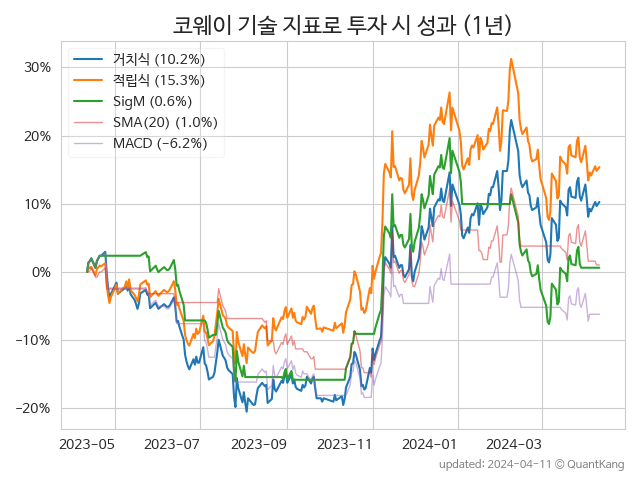 코웨이 기술 지표로 투자 시 성과 (1년)
거치식 (10.2%)
적립식 (15.3%)
SigM (0.6%)
SMA(20) (1.0%)
MACD (−6.2%)
30%
20%
10%
0%
−10%
−20%
2023-05 2023-07 2023-09 2023-11 2024-01 2024-03
updated: 2024-04-11 © QuantKang